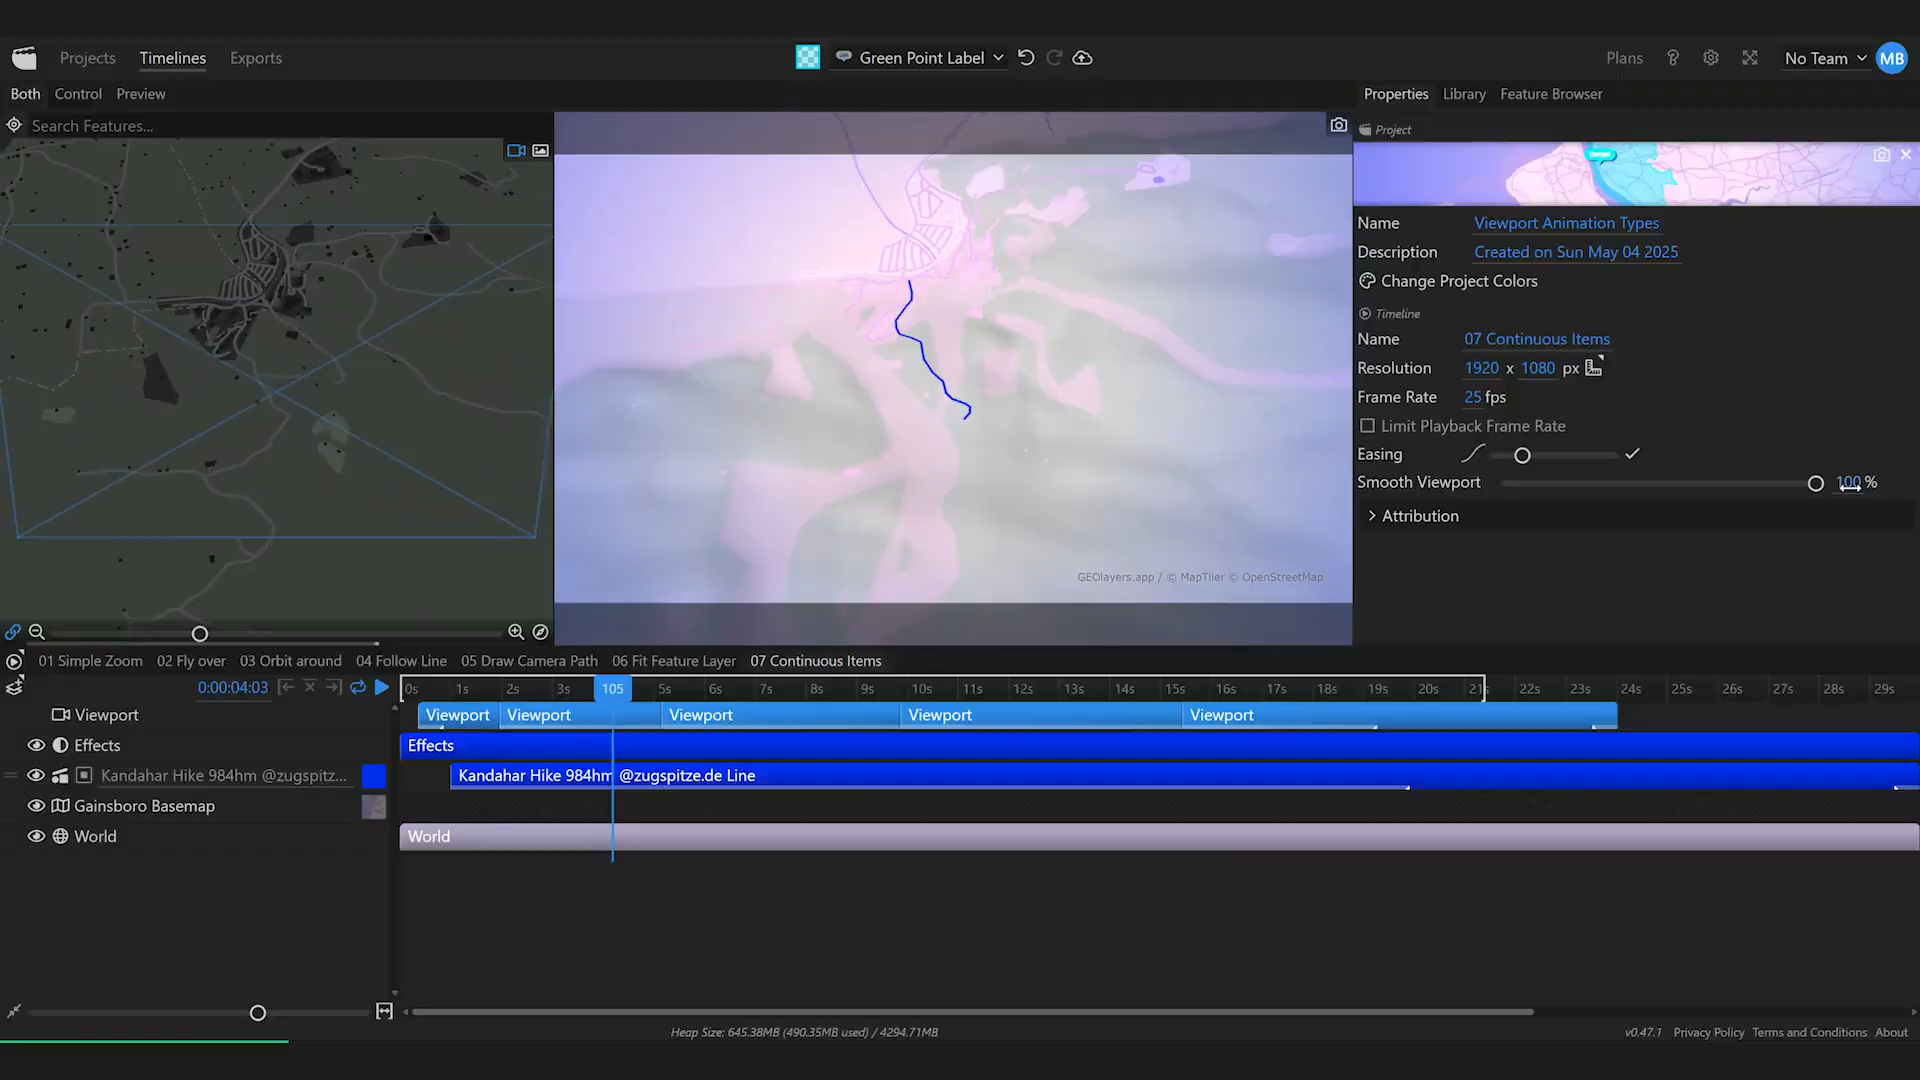 Projects Timelines Exports Green Point Label Plans No Team MB
Both Control Preview
Properties Library Feature Browser
Search Features...
Project
Name Viewport Animation Types
Description Created on Sun May 04 2025
Change Project Colors
Timeline
Name 07 Continuous Items
Resolution 1920 x 1080 px
Frame Rate 25 fps
Limit Playback Frame Rate
Easing
Smooth Viewport 100 %
Attribution
GEOlayers.app / © MapTiler © OpenStreetMap
01 Simple Zoom 02 Fly over 03 Orbit around 04 Follow Line 05 Draw Camera Path 06 Fit Feature Layer 07 Continuous Items
0:00:04:03 0s 1s 2s 3s 105 5s 6s 7s 8s 9s 10s 11s 12s 13s 14s 15s 16s 17s 18s 19s 20s 21s 22s 23s 24s 25s 26s 27s 28s 29s
Viewport Viewport Viewport Viewport Viewport Viewport
Effects Effects
Kandahar Hike 984hm @zugspitz... Kandahar Hike 984hm @zugspitze.de Line
Gainsboro Basemap
World World
Heap Size: 645.38MB (490.35MB used) / 4294.71MB
v0.47.1 Privacy Policy Terms and Conditions About